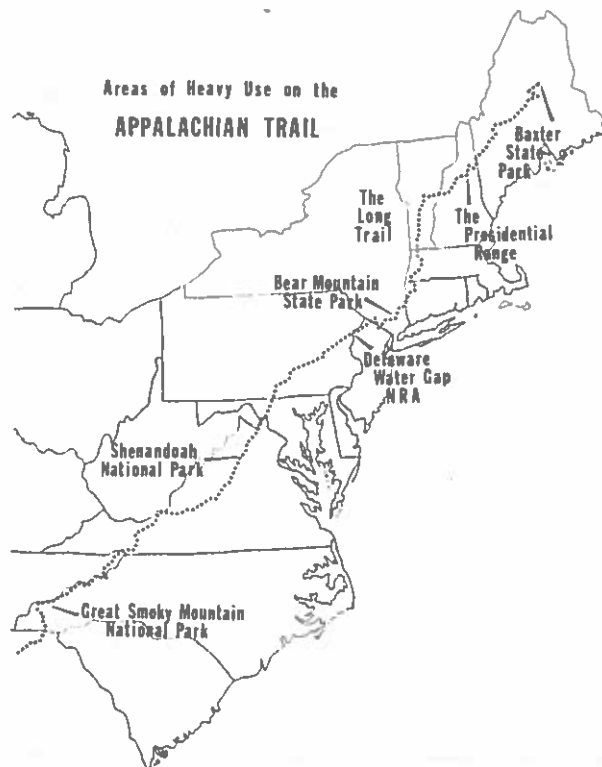 Areas of Heavy Use on the
APPALACHIAN TRAIL
Baxter
State
Park
The
Long
Trail
The
Presidential
Range
Bear Mountain
State Park
Delaware
Water Gap
NRA
Shenandoah
National Park
Great Smoky Mountain
National Park